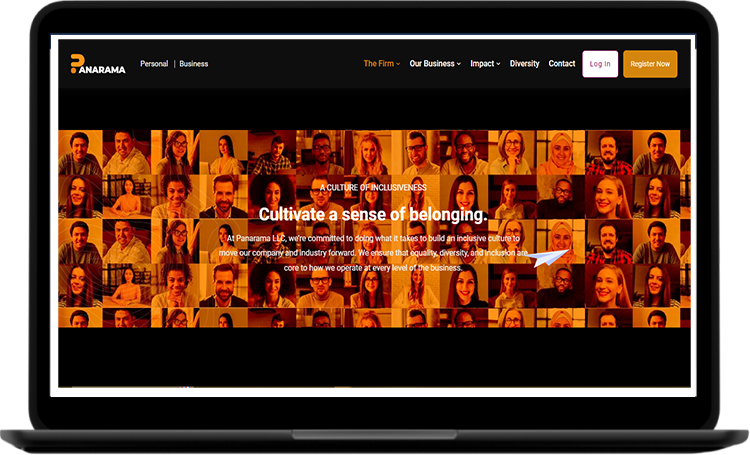 PANARAMA
Personal | Business
The Firm
Our Business
Impact
Diversity
Contact
Log In
Register Now
A CULTURE OF INCLUSIVENESS
Cultivate a sense of belonging.
At Panarama LLC, we're committed to doing what it takes to build an inclusive culture to
move our company and industry forward. We ensure that equality, diversity, and inclusion are
core to how we operate at every level of the business.